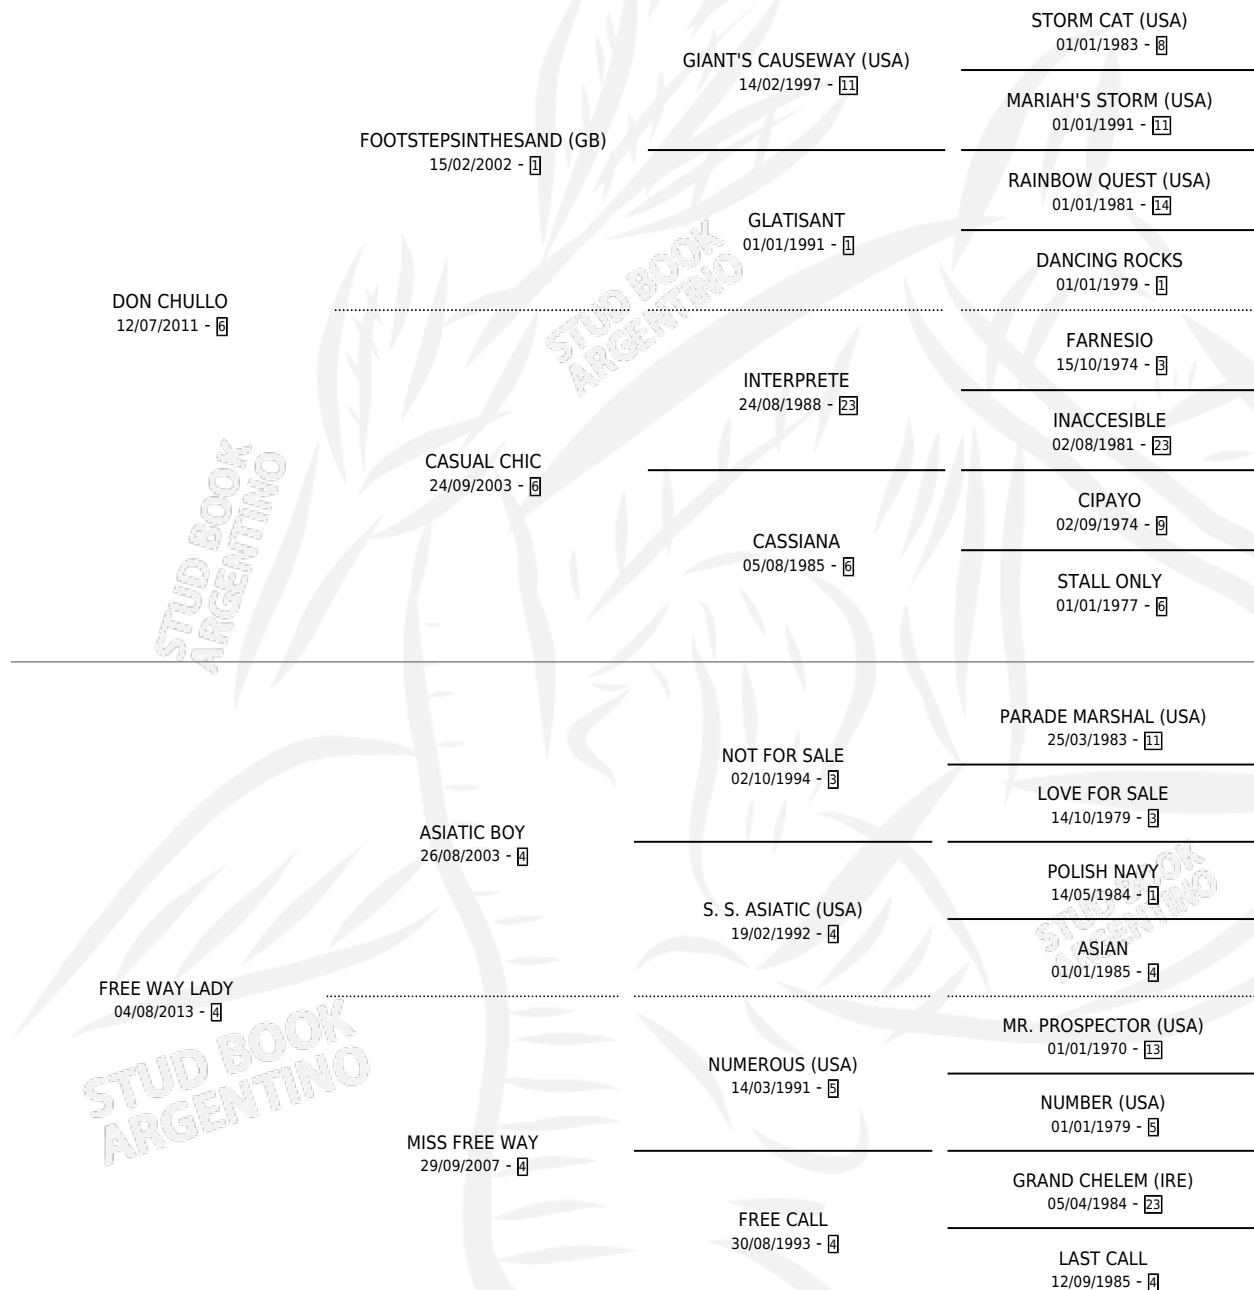 STORM CAT (USA)
01/01/1983 - 8
GIANT'S CAUSEWAY (USA)
14/02/1997 - 11
MARIAH'S STORM (USA)
01/01/1991 - 11
FOOTSTEPSINTHESAND (GB)
15/02/2002 - 1
RAINBOW QUEST (USA)
01/01/1981 - 14
GLATISANT
01/01/1991 - 1
DANCING ROCKS
01/01/1979 - 1
DON CHULLO
12/07/2011 - 6
FARNESIO
15/10/1974 - 3
INTERPRETE
24/08/1988 - 23
INACCESIBLE
02/08/1981 - 23
CASUAL CHIC
24/09/2003 - 6
CIPAYO
02/09/1974 - 9
CASSIANA
05/08/1985 - 6
STALL ONLY
01/01/1977 - 6
PARADE MARSHAL (USA)
25/03/1983 - 11
NOT FOR SALE
02/10/1994 - 3
LOVE FOR SALE
14/10/1979 - 3
ASIATIC BOY
26/08/2003 - 4
POLISH NAVY
14/05/1984 - 1
S. S. ASIATIC (USA)
19/02/1992 - 4
ASIAN
01/01/1985 - 4
FREE WAY LADY
04/08/2013 - 4
MR. PROSPECTOR (USA)
01/01/1970 - 13
NUMEROUS (USA)
14/03/1991 - 5
NUMBER (USA)
01/01/1979 - 5
MISS FREE WAY
29/09/2007 - 4
GRAND CHELEM (IRE)
05/04/1984 - 23
FREE CALL
30/08/1993 - 4
LAST CALL
12/09/1985 - 4
STUD BOOK
ARGENTINO
STUD BOOK
ARGENTINO
STUD BOOK
ARGENTINO
STUD BOOK
ARGENTINO